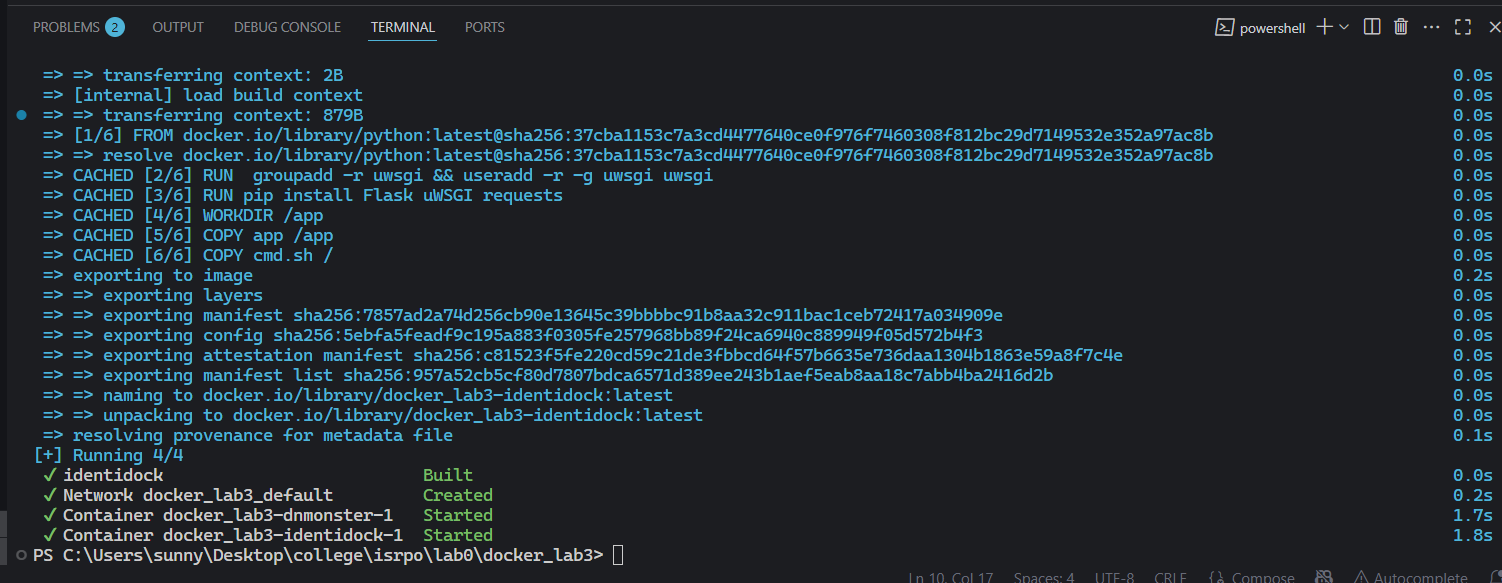 PROBLEMS 2 OUTPUT DEBUG CONSOLE TERMINAL PORTS powershell
=> => transferring context: 2B 0.0s
=> [internal] load build context 0.0s
=> => transferring context: 879B 0.0s
=> [1/6] FROM docker.io/library/python:latest@sha256:37cba1153c7a3cd4477640ce0f976f7460308f812bc29d7149532e352a97ac8b 0.0s
=> => resolve docker.io/library/python:latest@sha256:37cba1153c7a3cd4477640ce0f976f7460308f812bc29d7149532e352a97ac8b 0.0s
=> CACHED [2/6] RUN  groupadd -r uwsgi && useradd -r -g uwsgi uwsgi 0.0s
=> CACHED [3/6] RUN pip install Flask uWSGI requests 0.0s
=> CACHED [4/6] WORKDIR /app 0.0s
=> CACHED [5/6] COPY app /app 0.0s
=> CACHED [6/6] COPY cmd.sh / 0.0s
=> exporting to image 0.2s
=> => exporting layers 0.0s
=> => exporting manifest sha256:7857ad2a74d256cb90e13645c39bbbbc91b8aa32c911bac1ceb72417a034909e 0.0s
=> => exporting config sha256:5ebfa5feadf9c195a883f0305fe257968bb89f24ca6940c889949f05d572b4f3 0.0s
=> => exporting attestation manifest sha256:c81523f5fe220cd59c21de3fbbcd64f57b6635e736daa1304b1863e59a8f7c4e 0.0s
=> => exporting manifest list sha256:957a52cb5cf80d7807bdca6571d389ee243b1aef5eab8aa18c7abb4ba2416d2b 0.0s
=> => naming to docker.io/library/docker_lab3-identidock:latest 0.0s
=> => unpacking to docker.io/library/docker_lab3-identidock:latest 0.0s
=> resolving provenance for metadata file 0.1s
[+] Running 4/4
✓ identidock Built 0.0s
✓ Network docker_lab3_default Created 0.2s
✓ Container docker_lab3-dnmonster-1 Started 1.7s
✓ Container docker_lab3-identidock-1 Started 1.8s
PS C:\Users\sunny\Desktop\college\isrpo\lab0\docker_lab3>
Ln 10, Col 17 Spaces: 4 UTF-8 CRLF {} Compose Autocomplete